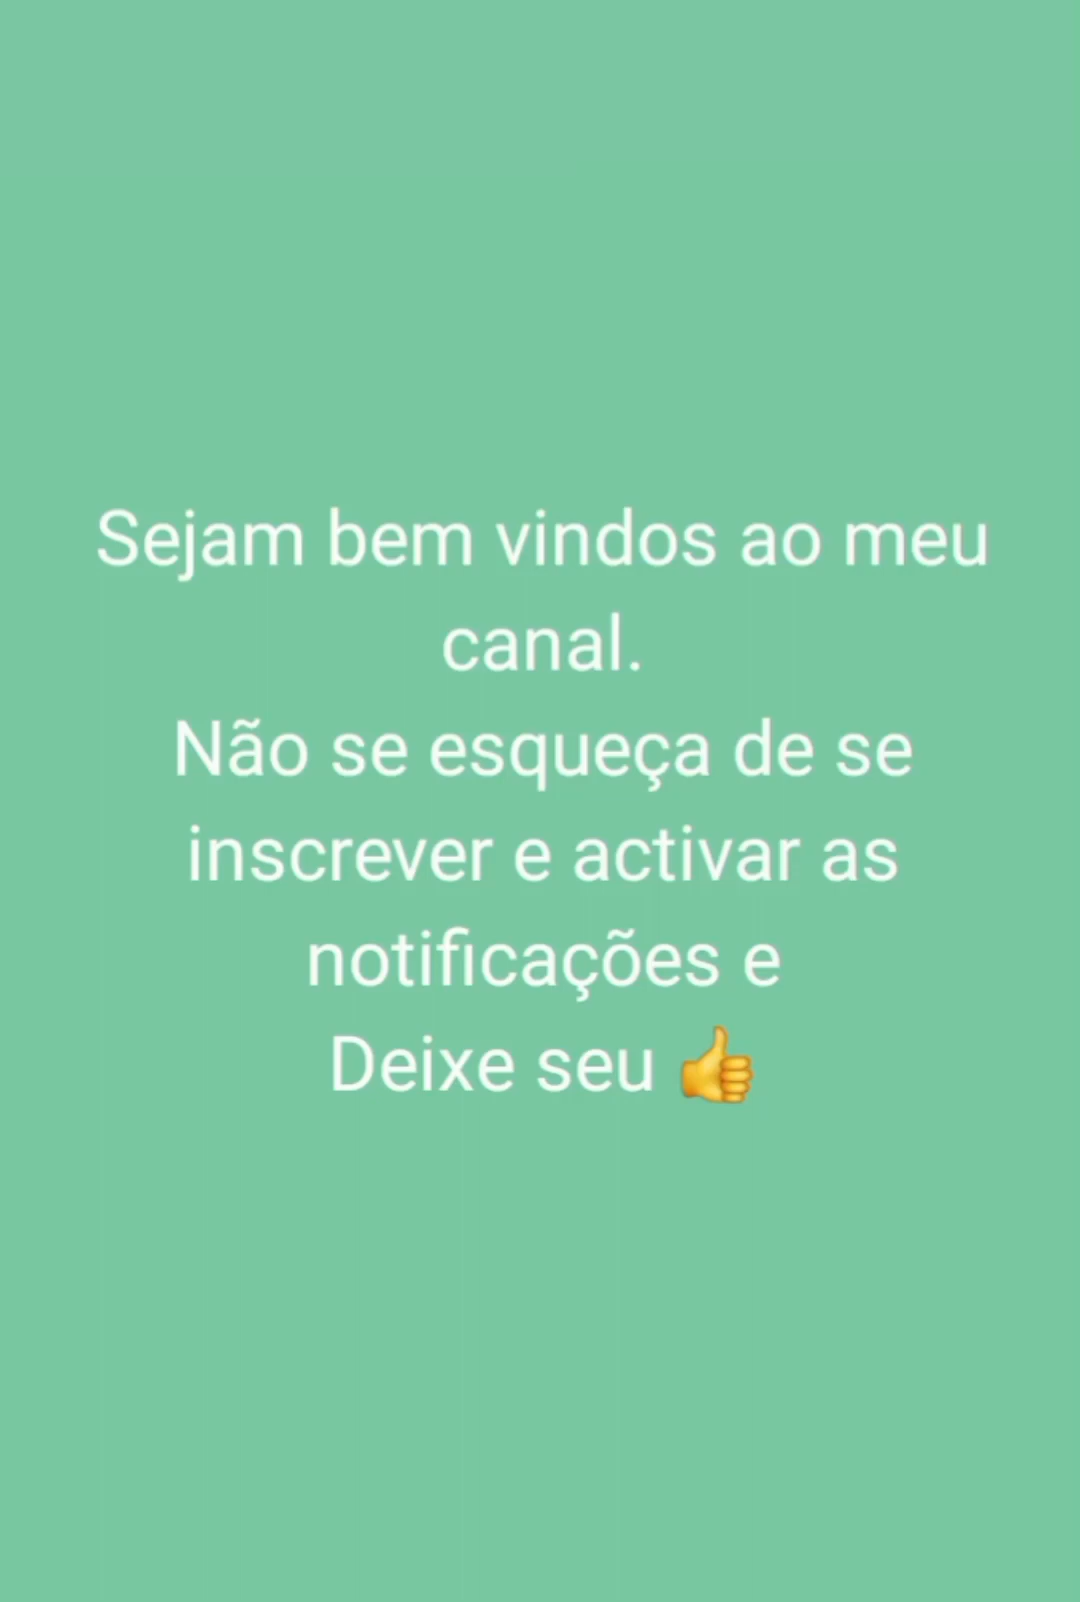 Sejam bem vindos ao meu
canal.
Não se esqueça de se
inscrever e activar as
notificações e
Deixe seu 👍